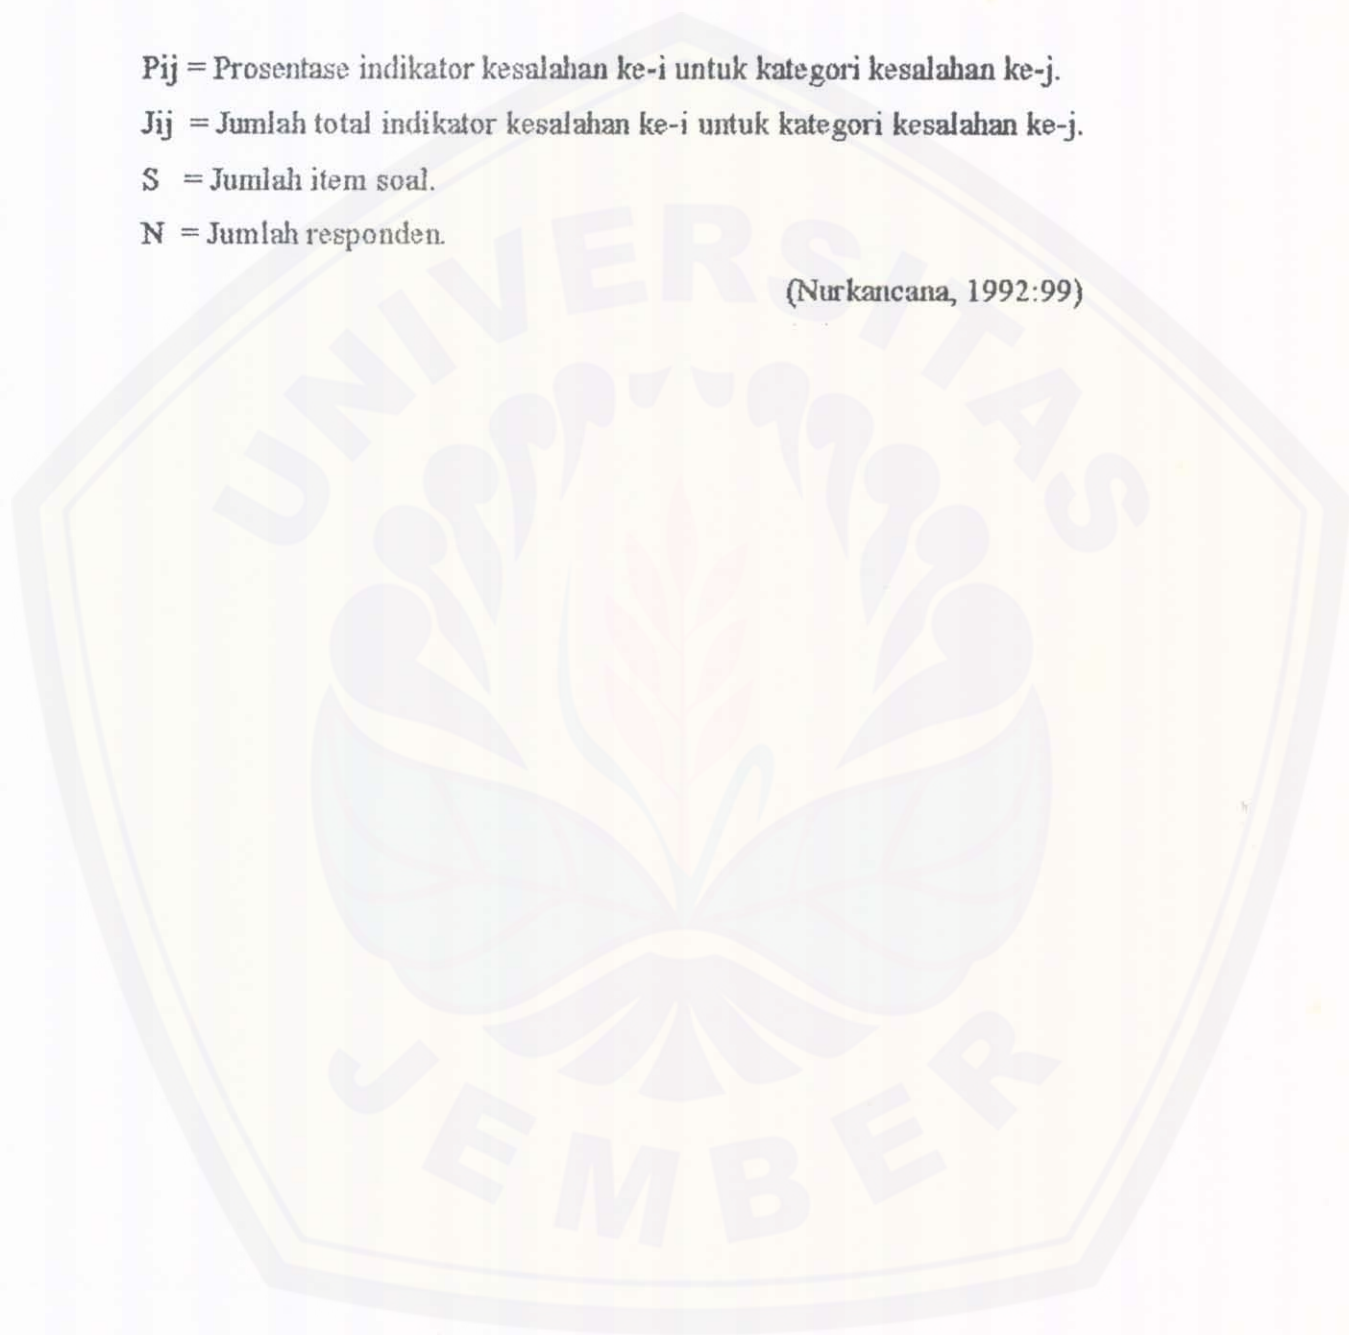 Pij = Prosentase indikator kesalahan ke-i untuk kategori kesalahan ke-j.
Jij = Jumlah total indikator kesalahan ke-i untuk kategori kesalahan ke-j.
S = Jumlah item soal.
N = Jumlah responden.
(Nurkancana, 1992:99)
UNIVERSITAS
JEMBER